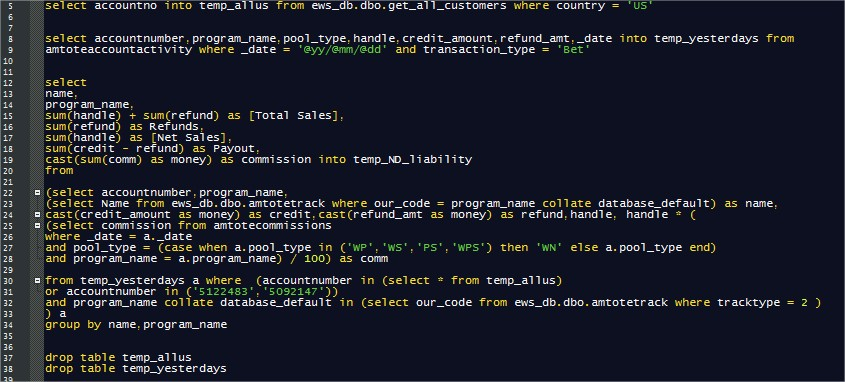 5 select accountno into temp_allus from ews_db.dbo.get_all_customers where country = 'US'
6
7
8 select accountnumber,program_name,pool_type,handle,credit_amount,refund_amt,_date into temp_yesterdays from
9 amtoteaccountactivity where _date = '@yy/@mm/@dd' and transaction_type = 'Bet'
10
11
12 select
13 name,
14 program_name,
15 sum(handle) + sum(refund) as [Total Sales],
16 sum(refund) as Refunds,
17 sum(handle) as [Net Sales],
18 sum(credit - refund) as Payout,
19 cast(sum(comm) as money) as commission into temp_ND_liability
20 from
21
22 (select accountnumber,program_name,
23 (select Name from ews_db.dbo.amtotetrack where our_code = program_name collate database_default) as name,
24 cast(credit_amount as money) as credit,cast(refund_amt as money) as refund,handle, handle * (
25 (select commission from amtotecommissions
26 where _date = a._date
27 and pool_type = (case when a.pool_type in ('WP','WS','PS','WPS') then 'WN' else a.pool_type end)
28 and program_name = a.program_name) / 100) as comm
29
30 from temp_yesterdays a where  (accountnumber in (select * from temp_allus)
31 or accountnumber in ('5122483','5092147'))
32 and program_name collate database_default in (select our_code from ews_db.dbo.amtotetrack where tracktype = 2 )
33 ) a
34 group by name,program_name
35
36
37 drop table temp_allus
38 drop table temp_yesterdays
39